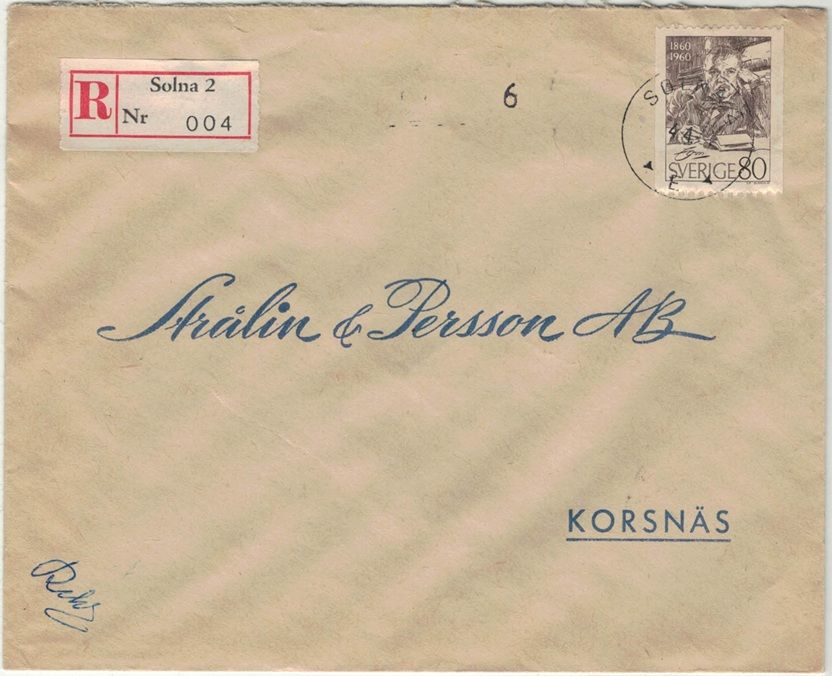 R
Solna 2
Nr 004
6
1860
1960
SVERIGE 80
Strålin & Persson AB
KORSNÄS